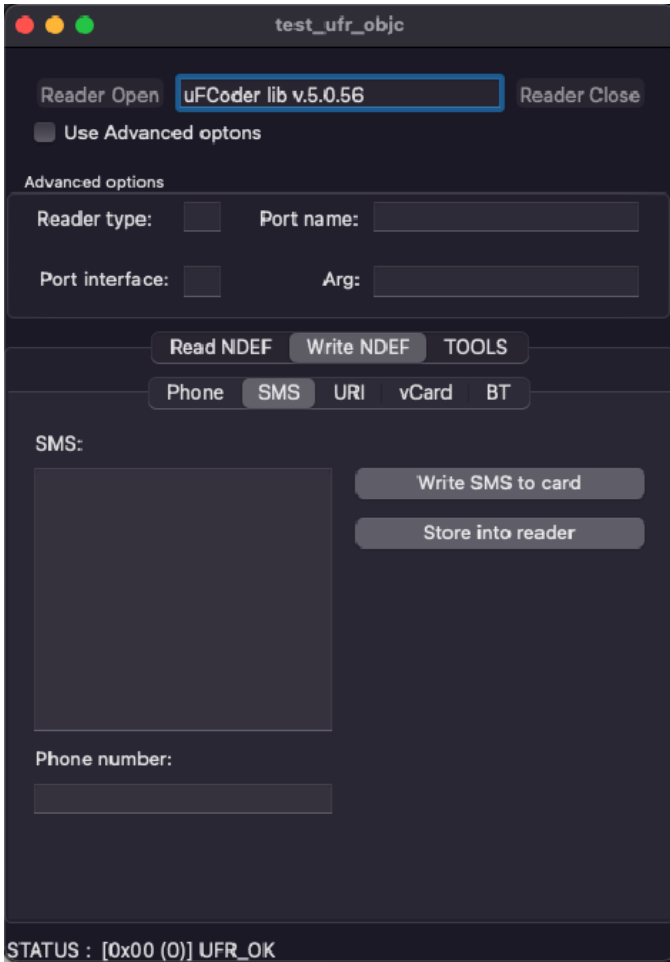 test_ufr_objc
Reader Open uFCoder lib v.5.0.56 Reader Close
Use Advanced optons
Advanced options
Reader type: Port name:
Port interface: Arg:
Read NDEF Write NDEF TOOLS
Phone SMS URI vCard BT
SMS:
Write SMS to card
Store into reader
Phone number:
STATUS : [0x00 (0)] UFR_OK